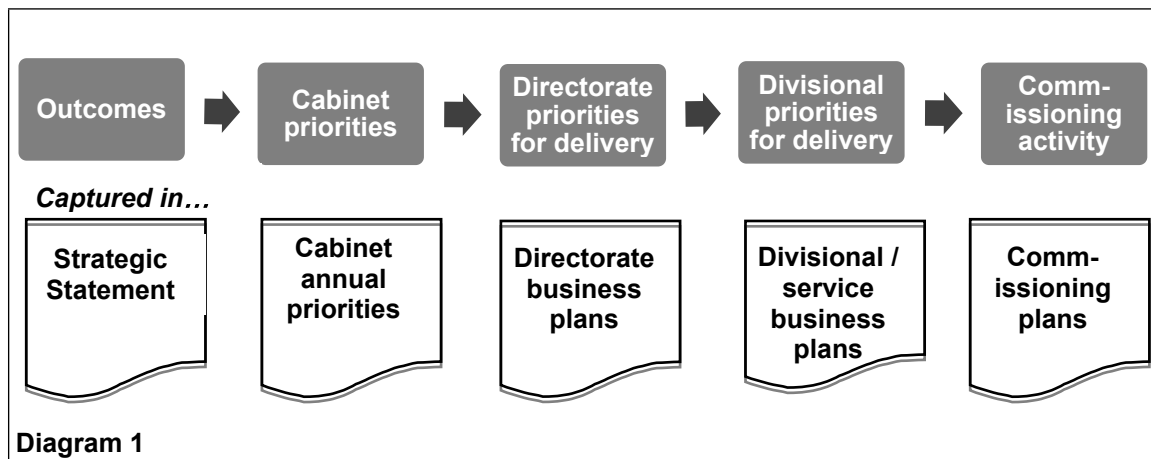 Outcomes
Cabinet
priorities
Directorate
priorities
for delivery
Divisional
priorities
for delivery
Comm-
issioning
activity
Captured in…
Strategic
Statement
Cabinet
annual
priorities
Directorate
business
plans
Divisional /
service
business
plans
Comm-
issioning
plans
Diagram 1